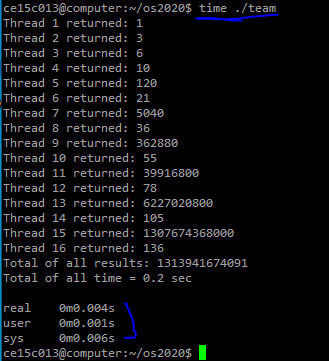 ce15c013@computer:~/os2020$ time ./team
Thread 1 returned: 1
Thread 2 returned: 3
Thread 3 returned: 6
Thread 4 returned: 10
Thread 5 returned: 120
Thread 6 returned: 21
Thread 7 returned: 5040
Thread 8 returned: 36
Thread 9 returned: 362880
Thread 10 returned: 55
Thread 11 returned: 39916800
Thread 12 returned: 78
Thread 13 returned: 6227020800
Thread 14 returned: 105
Thread 15 returned: 1307674368000
Thread 16 returned: 136
Total of all results: 1313941674091
Total of all time = 0.2 sec
real 0m0.004s
user 0m0.001s
sys 0m0.006s
ce15c013@computer:~/os2020$